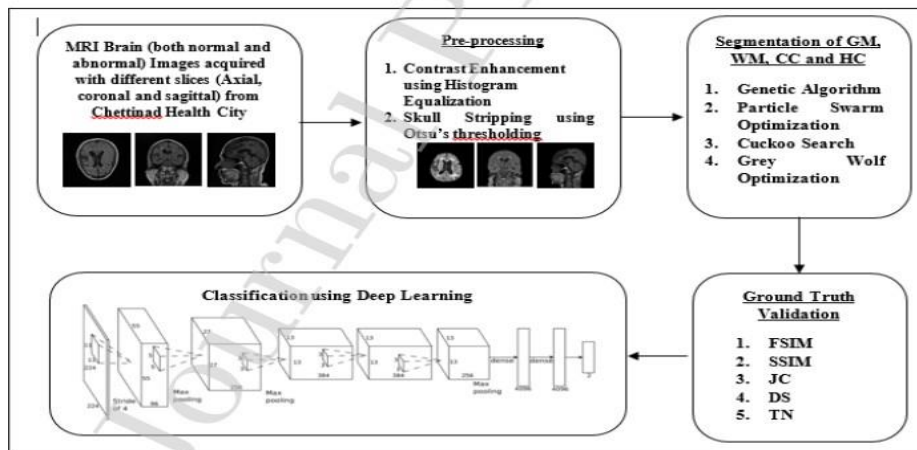 MRI Brain (both normal and
abnormal) Images acquired
with different slices (Axial,
coronal and sagittal) from
Chettinad Health City
Pre-processing
1. Contrast Enhancement
using Histogram
Equalization
2. Skull Stripping using
Otsu's thresholding
Segmentation of GM,
WM, CC and HC
1. Genetic Algorithm
2. Particle Swarm
Optimization
3. Cuckoo Search
4. Grey Wolf
Optimization
Ground Truth
Validation
1. FSIM
2. SSIM
3. JC
4. DS
5. TN
Classification using Deep Learning
224
224
Stride
of 4
55
55
96
Max
pooling
27
27
Max
pooling
13
13
384
13
13
384
13
13
256
Max
pooling
dense
4096
dense
4096
2
Journal P